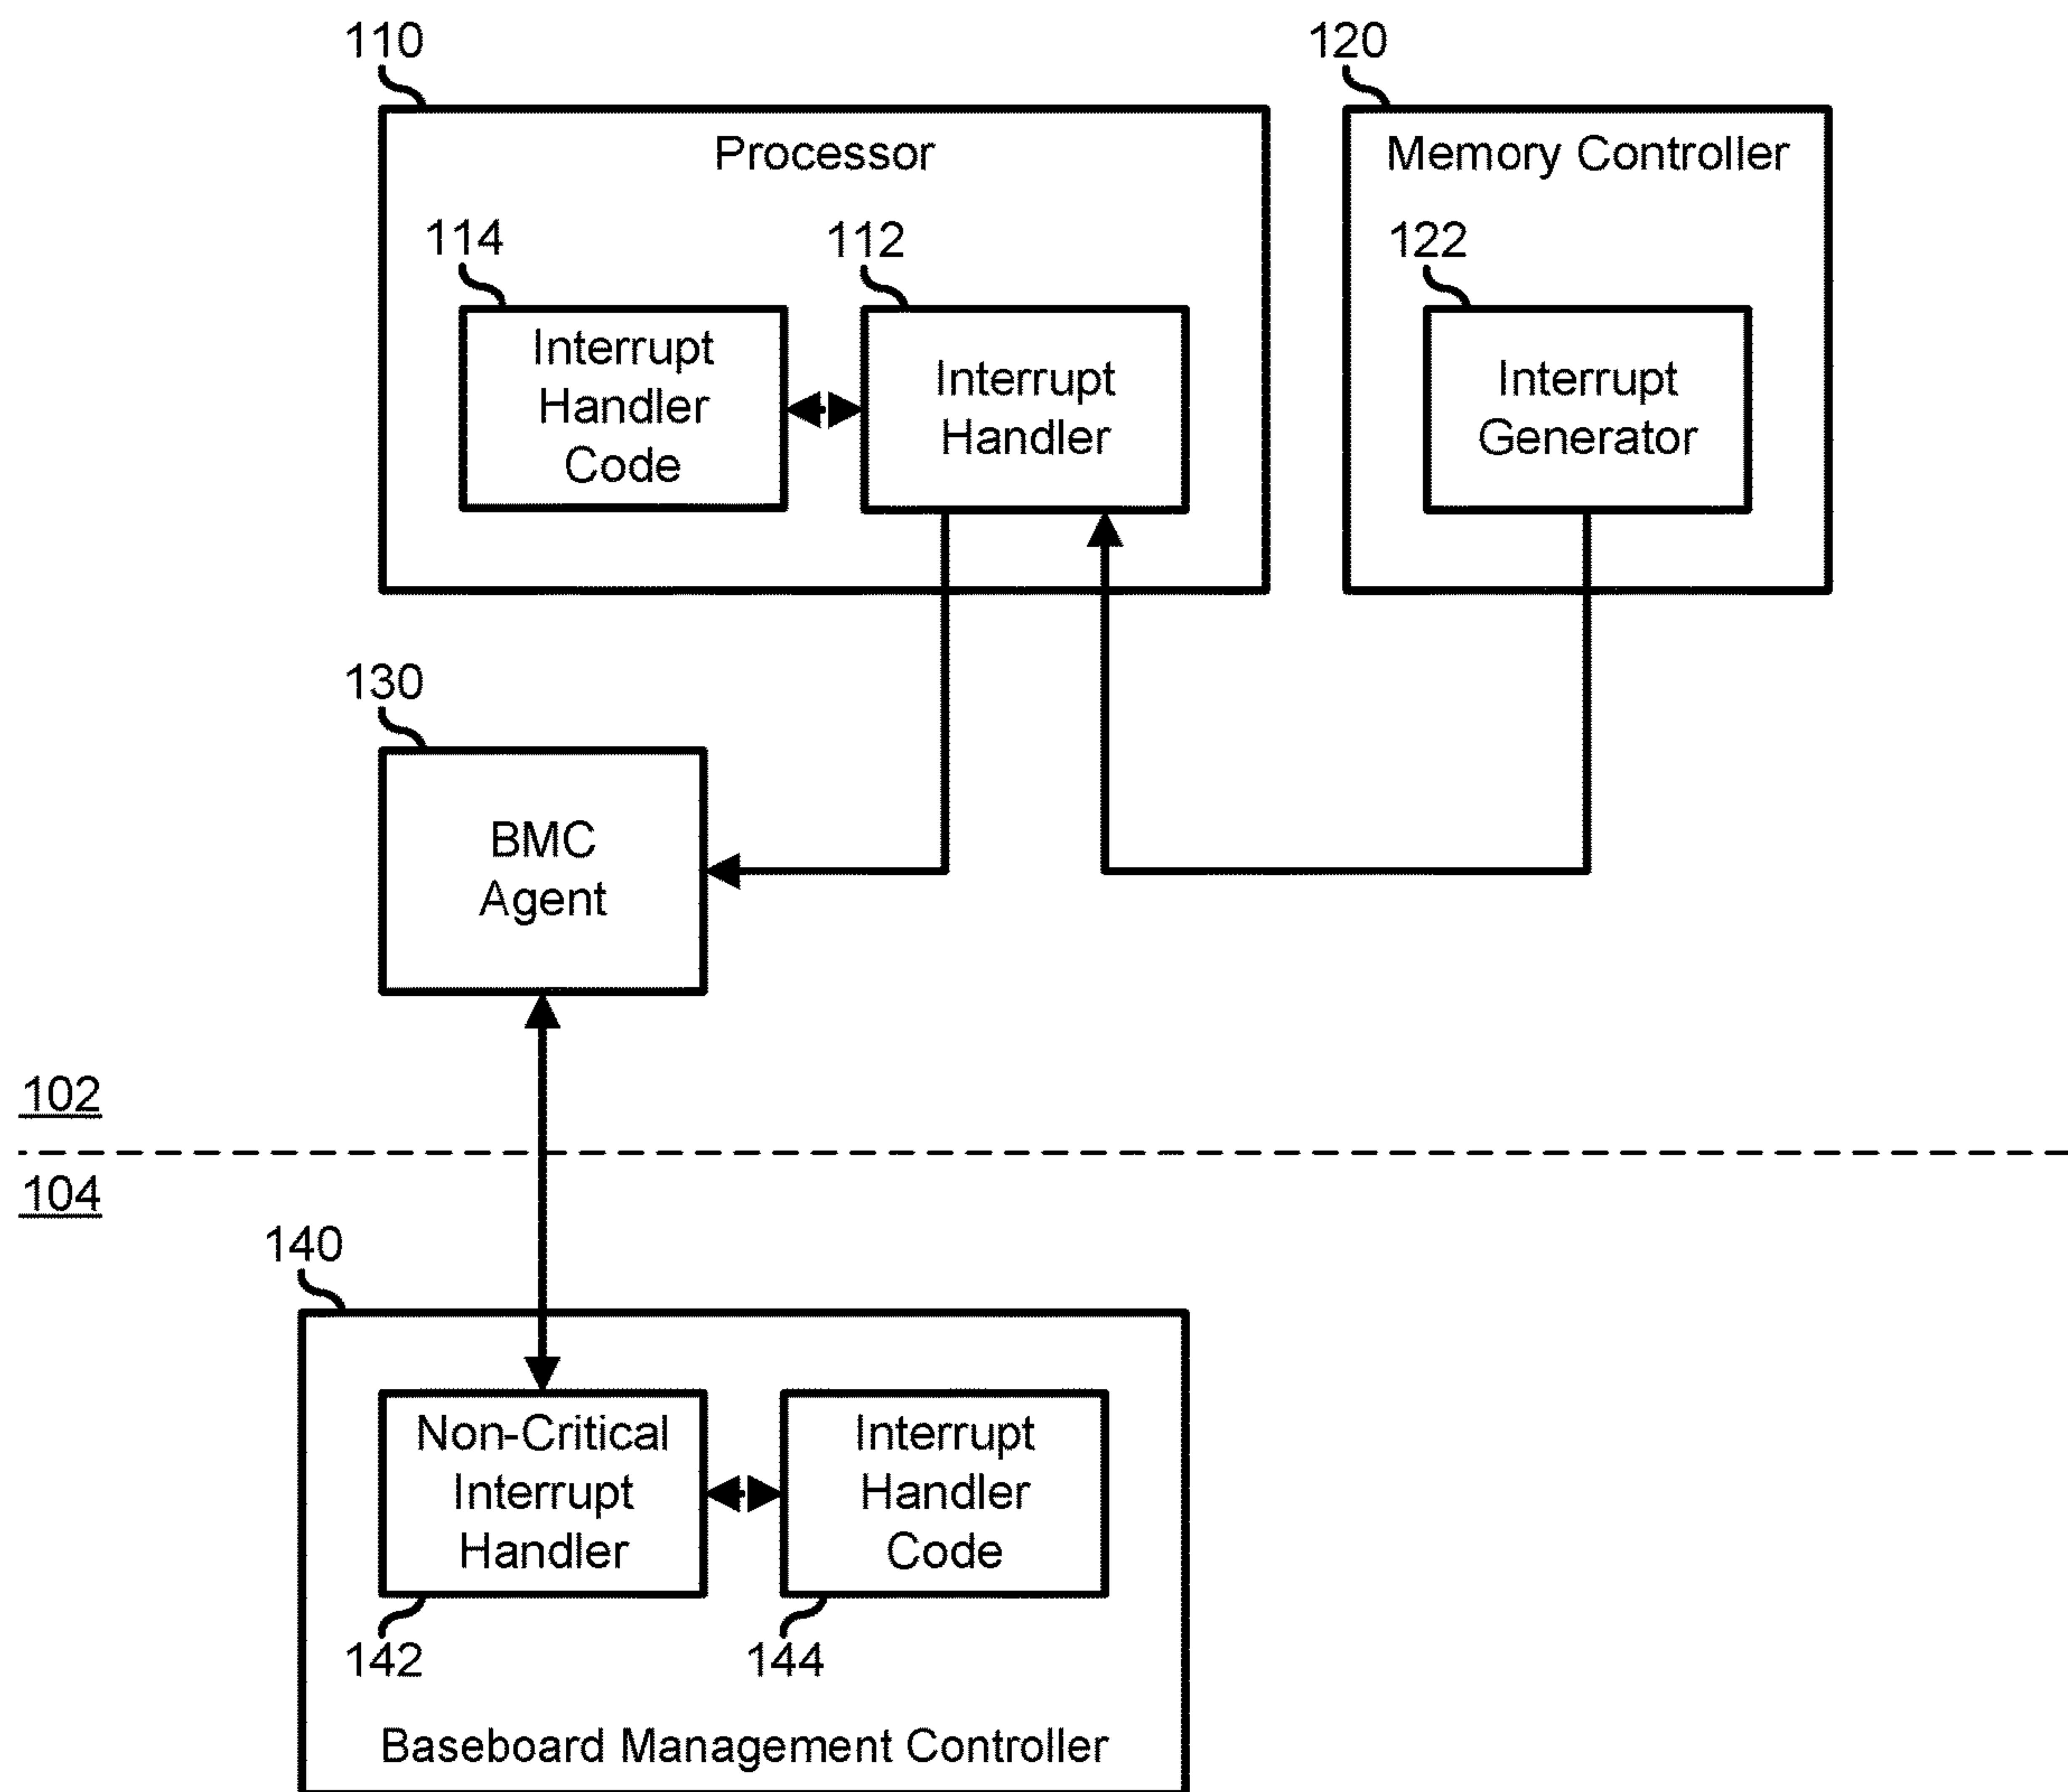 110
120
Processor
Memory Controller
114
112
122
Interrupt
Handler
Code
Interrupt
Handler
Interrupt
Generator
130
BMC
Agent
102
104
140
Non-Critical
Interrupt
Handler
Interrupt
Handler
Code
142
144
Baseboard Management Controller